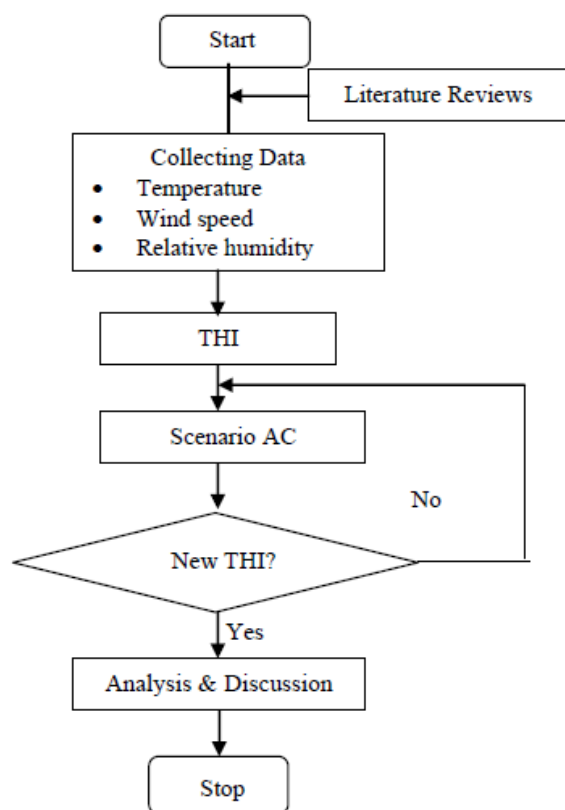 Start
Literature Reviews
Collecting Data
• Temperature
• Wind speed
• Relative humidity
THI
Scenario AC
No
New THI?
Yes
Analysis & Discussion
Stop